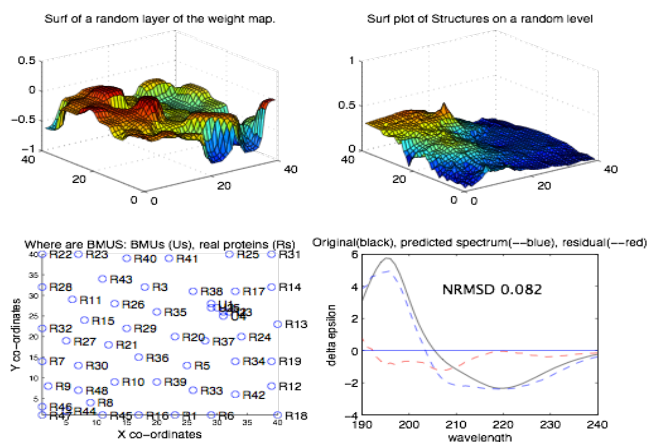 Surf of a random layer of the weight map.
0.5
0
−0.5
−1
40
20
0
0
20
40
Surf plot of Structures on a random level
1
0.5
0
40
20
0
0
20
40
Where are BMUS: BMUs (Us), real proteins (Rs)
40
35
30
25
20
15
10
5
R22 R23 R40 R41 R25 R31
R28 R43 R3 R38 R17 R14
R11 R26 R35 U1
R32 R15 R29 U4 R13
R27 R21 R20 R37 R24
R7 R30 R36 R5 R34 R19
R9 R48 R10 R39 R33 R42 R12
R46 R44 R8
R47 R45 R16 R1 R6 R18
10 20 30 40
Y co−ordinates
X co−ordinates
Original(black), predicted spectrum(−−blue), residual(−−red)
6
4
2
0
−2
−4
NRMSD 0.082
delta epsilon
190 200 210 220 230 240
wavelength